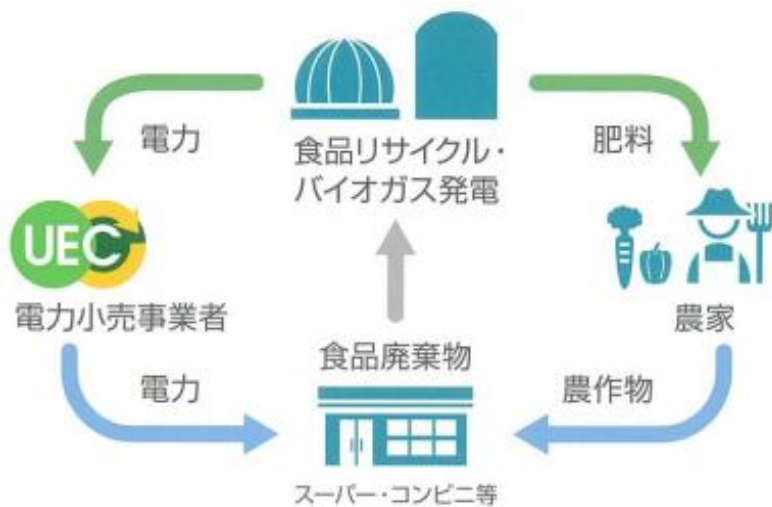 電力
食品リサイクル・
バイオガス発電
肥料
UEC
電力小売事業者
農家
食品廃棄物
電力
農作物
スーパー・コンビニ等